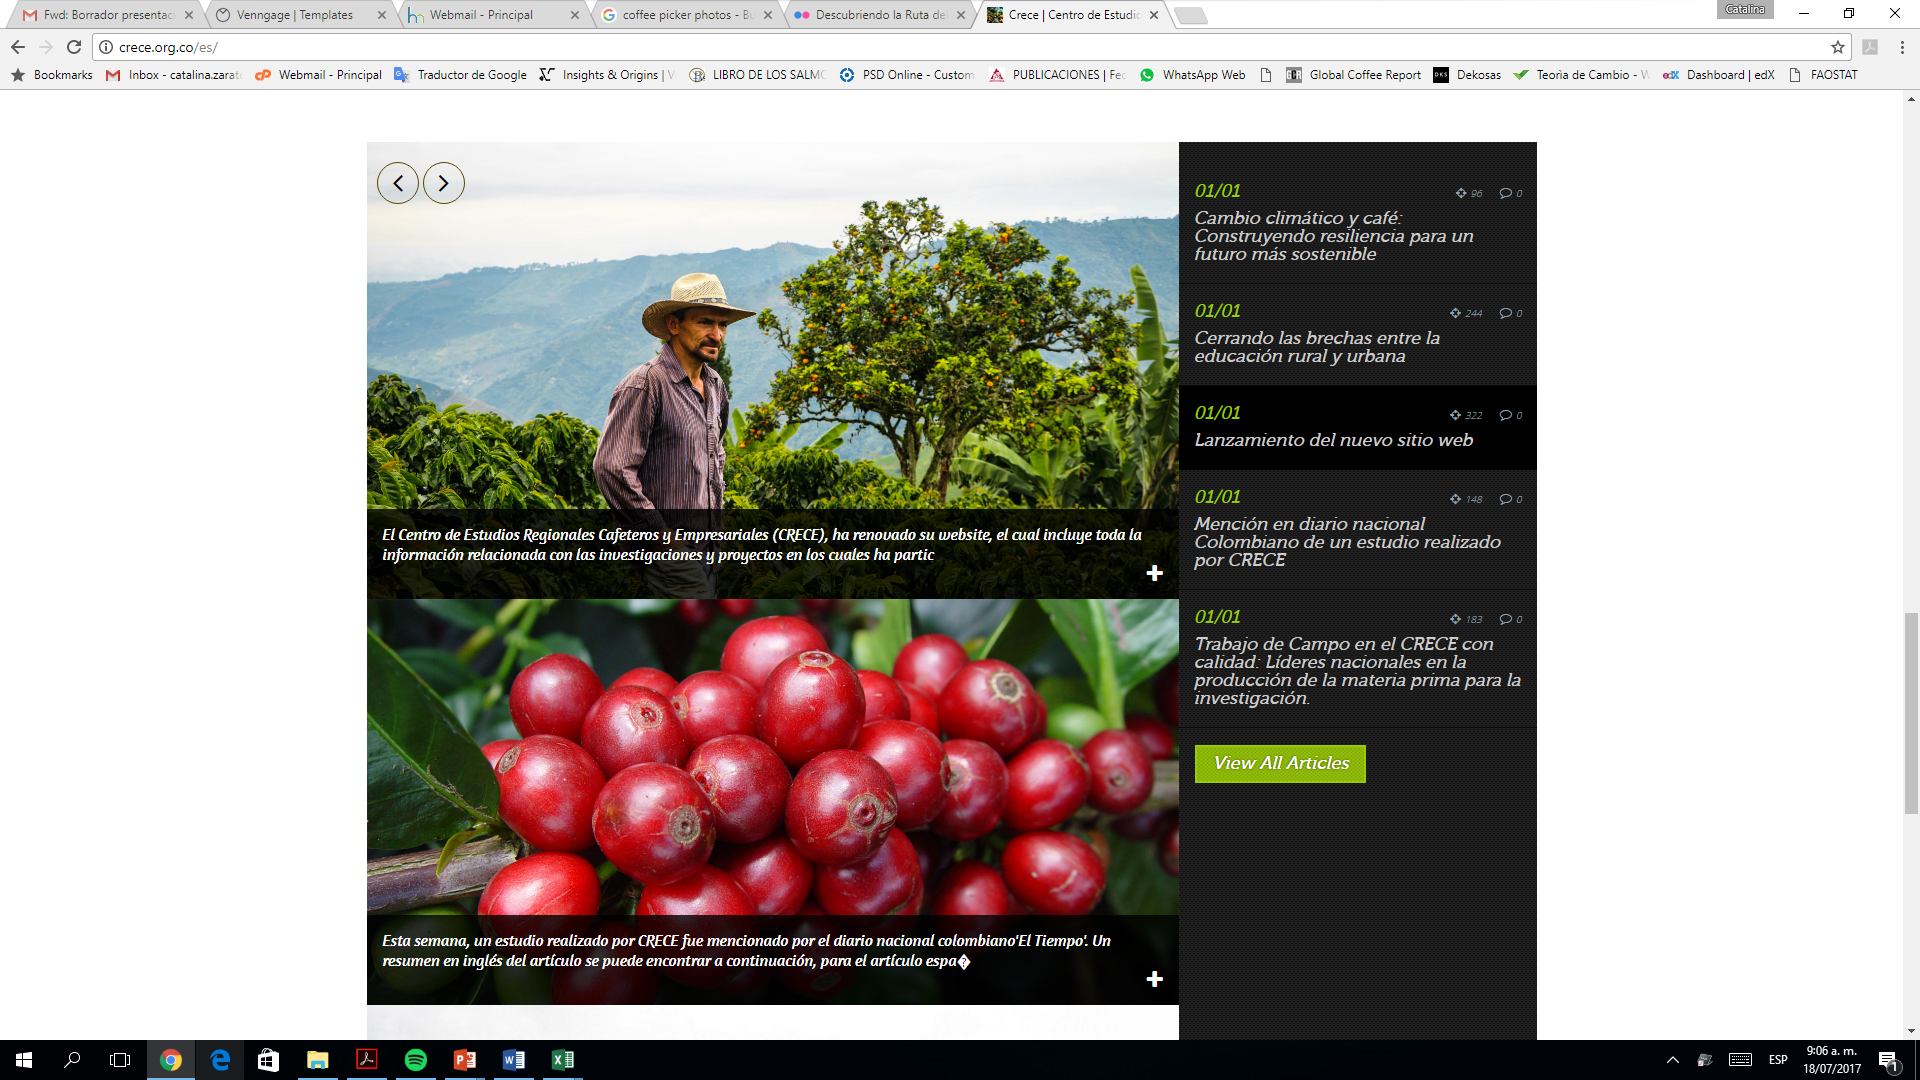 Fwd: Borrador presentac
Venngage | Templates
Webmail - Principal
coffee picker photos - Bu
Descubriendo la Ruta de
Crece | Centro de Estudio
Catalina
crece.org.co/es/
Bookmarks
Inbox - catalina.zarat
Webmail - Principal
Traductor de Google
Insights & Origins | V
LIBRO DE LOS SALMO
PSD Online - Custom
PUBLICACIONES | Fed
WhatsApp Web
Global Coffee Report
Dekosas
Teoría de Cambio - W
Dashboard | edX
FAOSTAT
El Centro de Estudios Regionales Cafeteros y Empresariales (CRECE), ha renovado su website, el cual incluye toda la
información relacionada con las investigaciones y proyectos en los cuales ha partic
Esta semana, un estudio realizado por CRECE fue mencionado por el diario nacional colombiano'El Tiempo'. Un
resumen en inglés del artículo se puede encontrar a continuación, para el artículo espa�
01/01 96 0
Cambio climático y café:
Construyendo resiliencia para un
futuro más sostenible
01/01 244 0
Cerrando las brechas entre la
educación rural y urbana
01/01 322 0
Lanzamiento del nuevo sitio web
01/01 148 0
Mención en diario nacional
Colombiano de un estudio realizado
por CRECE
01/01 183 0
Trabajo de Campo en el CRECE con
calidad: Líderes nacionales en la
producción de la materia prima para la
investigación.
View All Articles
ESP
9:06 a. m.
18/07/2017
1